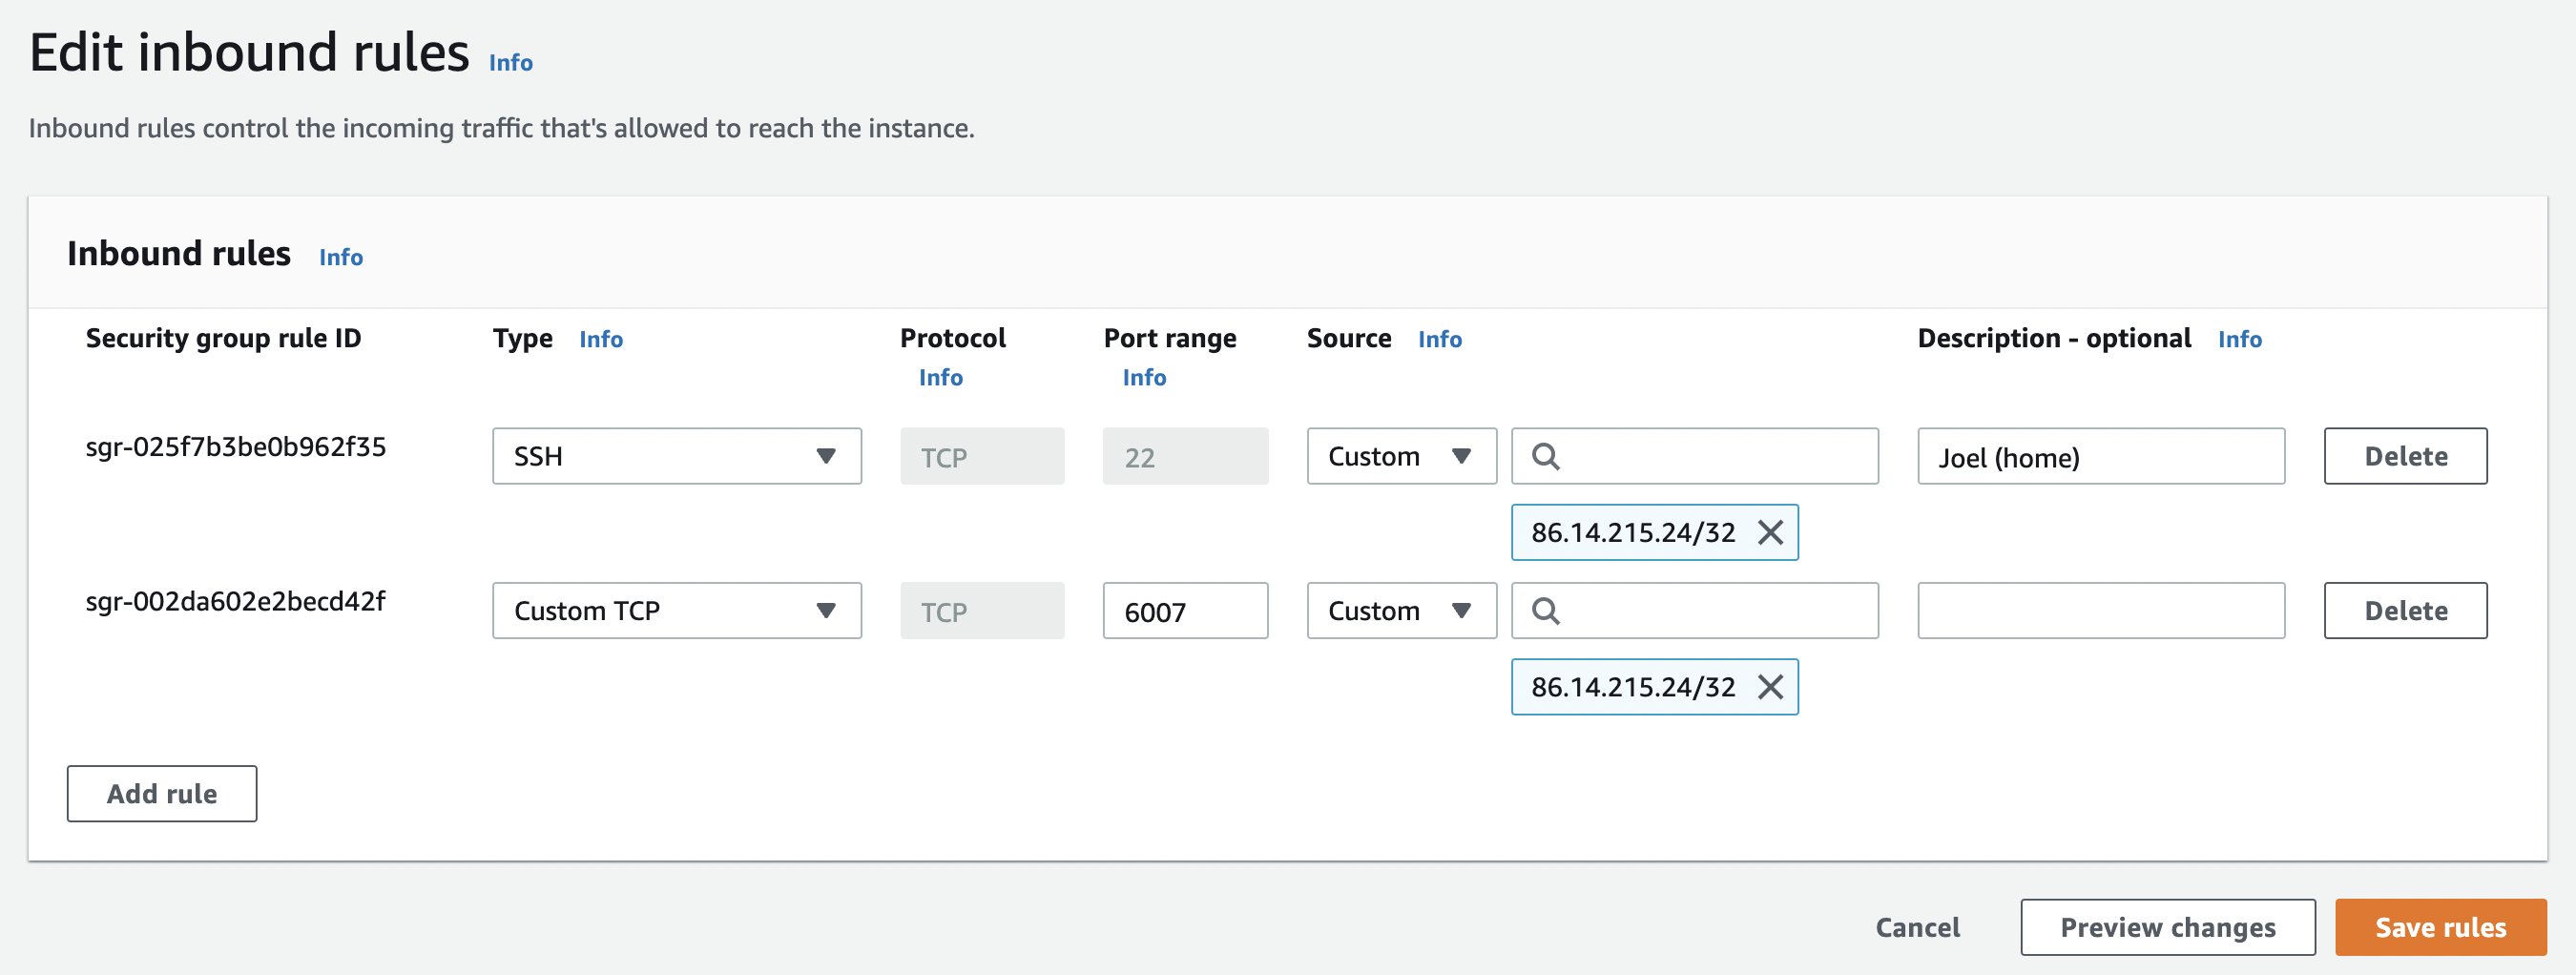 Edit inbound rules Info
Inbound rules control the incoming traffic that's allowed to reach the instance.
Inbound rules Info
Security group rule ID Type Info Protocol Info Port range Info Source Info Description - optional Info
sgr-025f7b3be0b962f35 SSH TCP 22 Custom Joel (home) Delete
86.14.215.24/32
sgr-002da602e2becd42f Custom TCP TCP 6007 Custom Delete
86.14.215.24/32
Add rule
Cancel Preview changes Save rules